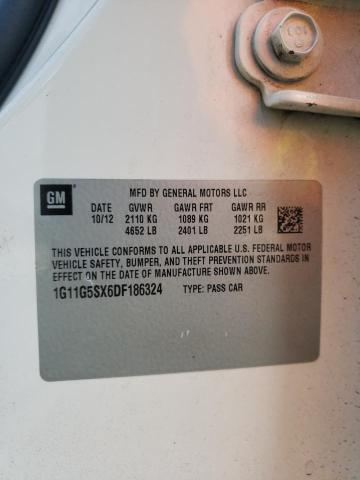 GM
MFD BY GENERAL MOTORS LLC
DATE GVWR GAWR FRT GAWR RR
10/12 2110 KG 1089 KG 1021 KG
4652 LB 2401 LB 2251 LB
THIS VEHICLE CONFORMS TO ALL APPLICABLE U.S. FEDERAL MOTOR
VEHICLE SAFETY, BUMPER, AND THEFT PREVENTION STANDARDS IN
EFFECT ON THE DATE OF MANUFACTURE SHOWN ABOVE.
1G11G5SX6DF186324 TYPE: PASS CAR